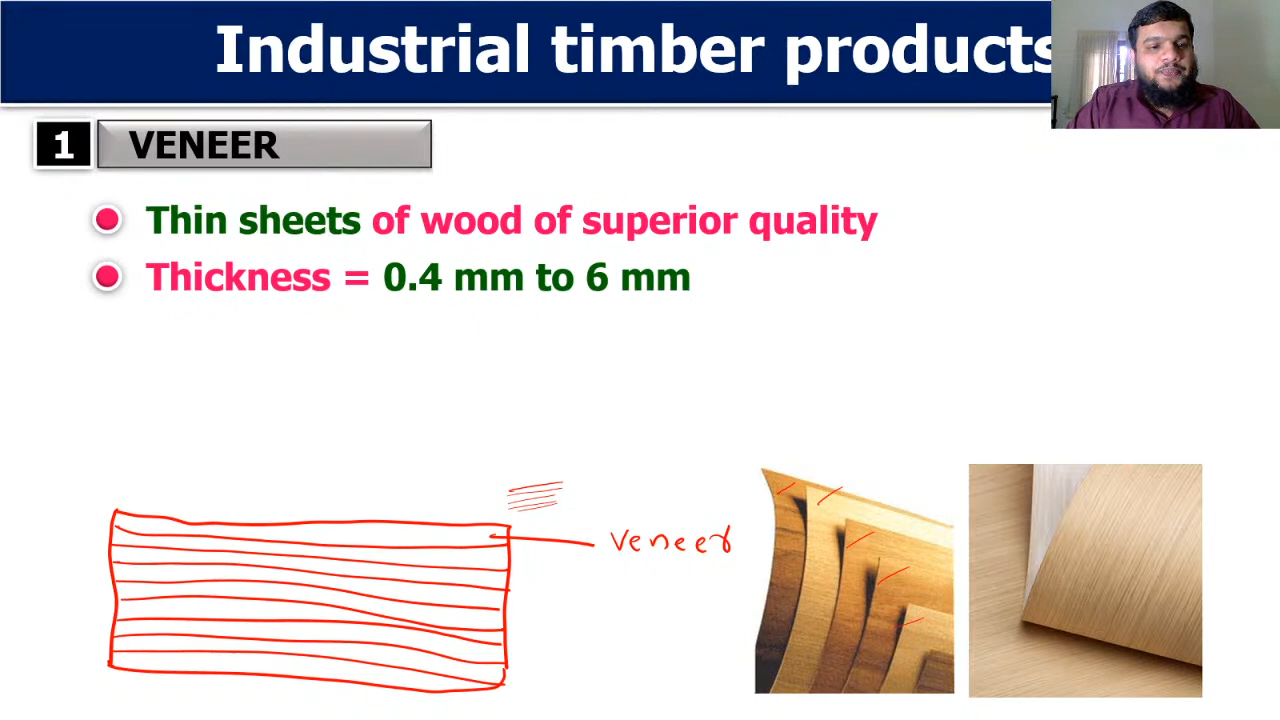 Industrial timber products
1 VENEER
Thin sheets of wood of superior quality
Thickness = 0.4 mm to 6 mm
veneer